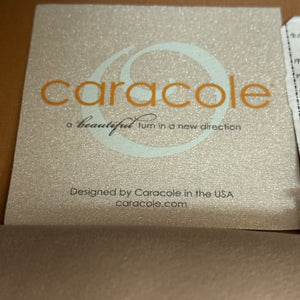 caracole
a beautiful turn in a new direction
Designed by Caracole in the USA
caracole.com